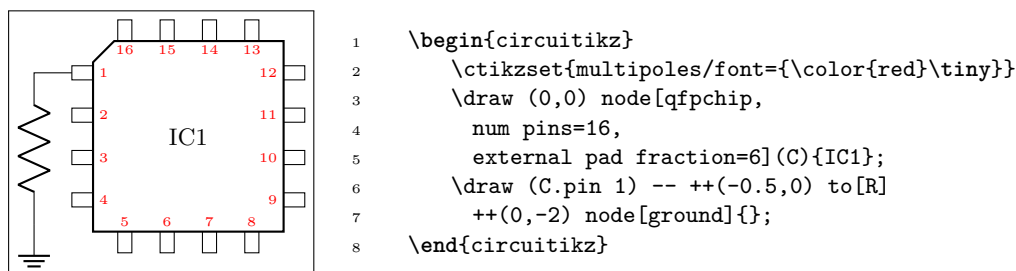 16 15 14 13
1 12
2 11
IC1
3 10
4 9
5 6 7 8
1 \begin{circuitikz}
2 \ctikzset{multipoles/font={\color{red}\tiny}}
3 \draw (0,0) node[qfpchip,
4 num pins=16,
5 external pad fraction=6](C){IC1};
6 \draw (C.pin 1) -- ++(-0.5,0) to[R]
7 ++(0,-2) node[ground]{};
8 \end{circuitikz}